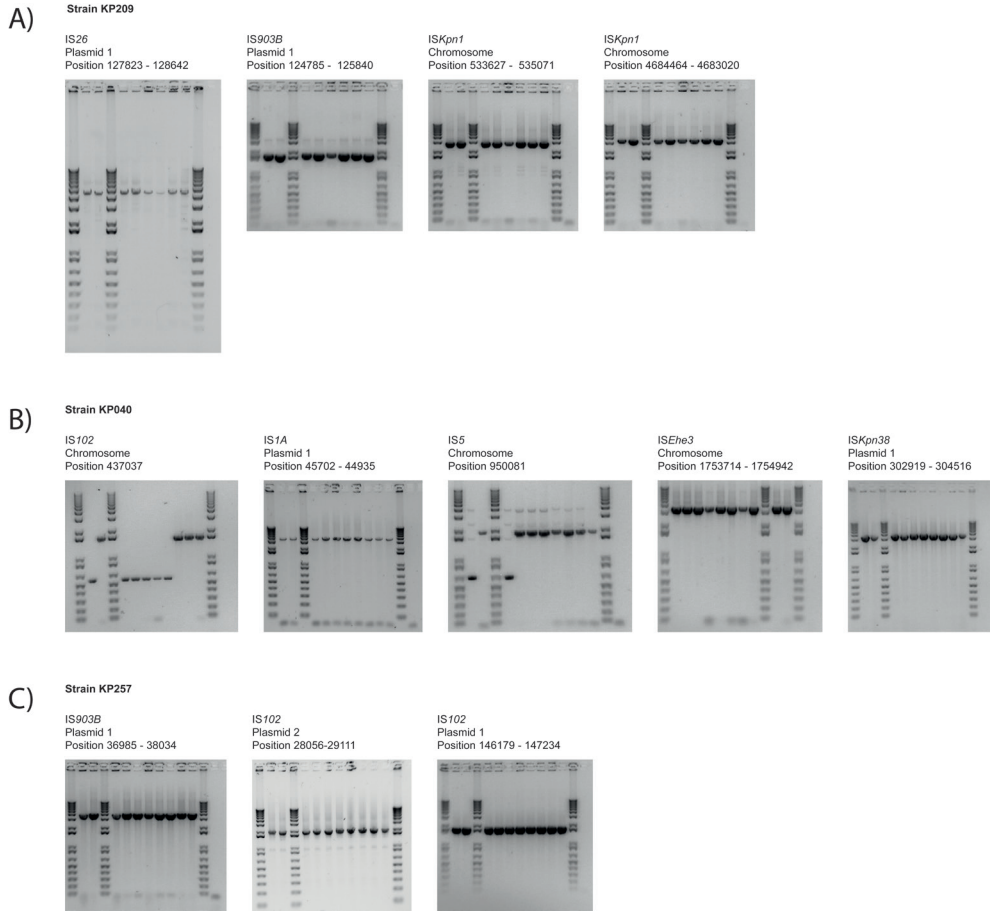 A)
Strain KP209
IS26
Plasmid 1
Position 127823 - 128642
IS903B
Plasmid 1
Position 124785 - 125840
ISKpn1
Chromosome
Position 533627 - 535071
ISKpn1
Chromosome
Position 4684464 - 4683020
B)
Strain KP040
IS102
Chromosome
Position 437037
IS1A
Plasmid 1
Position 45702 - 44935
IS5
Chromosome
Position 950081
ISEhe3
Chromosome
Position 1753714 - 1754942
ISKpn38
Plasmid 1
Position 302919 - 304516
C)
Strain KP257
IS903B
Plasmid 1
Position 36985 - 38034
IS102
Plasmid 2
Position 28056-29111
IS102
Plasmid 1
Position 146179 - 147234